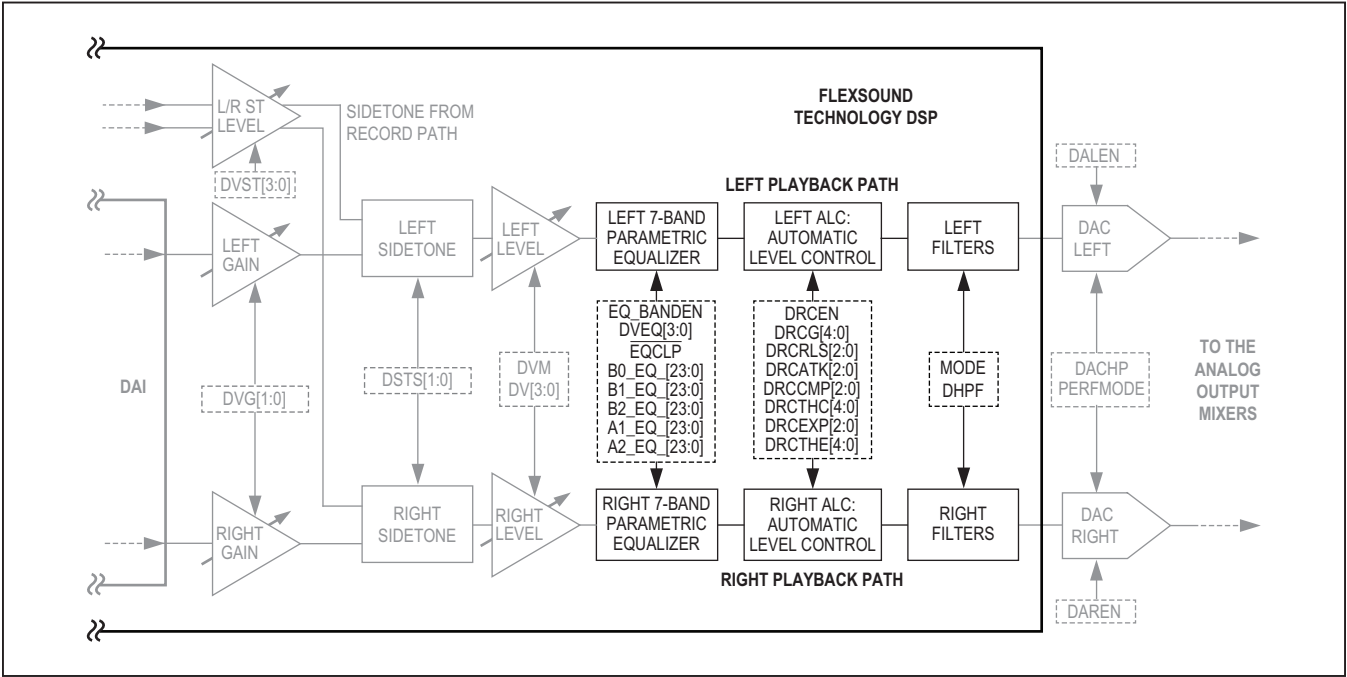 FLEXSOUND
TECHNOLOGY DSP
L/R ST
LEVEL
SIDETONE FROM
RECORD PATH
DVST[3:0]
DALEN
LEFT PLAYBACK PATH
LEFT
GAIN
LEFT
SIDETONE
LEFT
LEVEL
LEFT 7-BAND
PARAMETRIC
EQUALIZER
LEFT ALC:
AUTOMATIC
LEVEL CONTROL
LEFT
FILTERS
DAC
LEFT
DAI
DVG[1:0]
DSTS[1:0]
DVM
DV[3:0]
EQ_BANDEN
DVEQ[3:0]
EQCLP
B0_EQ_[23:0]
B1_EQ_[23:0]
B2_EQ_[23:0]
A1_EQ_[23:0]
A2_EQ_[23:0]
DRCEN
DRCG[4:0]
DRCRLS[2:0]
DRCATK[2:0]
DRCCMP[2:0]
DRCTHC[4:0]
DRCEXP[2:0]
DRCTHE[4:0]
MODE
DHPF
DACHP
PERFMODE
TO THE
ANALOG
OUTPUT
MIXERS
RIGHT
GAIN
RIGHT
SIDETONE
RIGHT
LEVEL
RIGHT 7-BAND
PARAMETRIC
EQUALIZER
RIGHT ALC:
AUTOMATIC
LEVEL CONTROL
RIGHT
FILTERS
DAC
RIGHT
RIGHT PLAYBACK PATH
DAREN